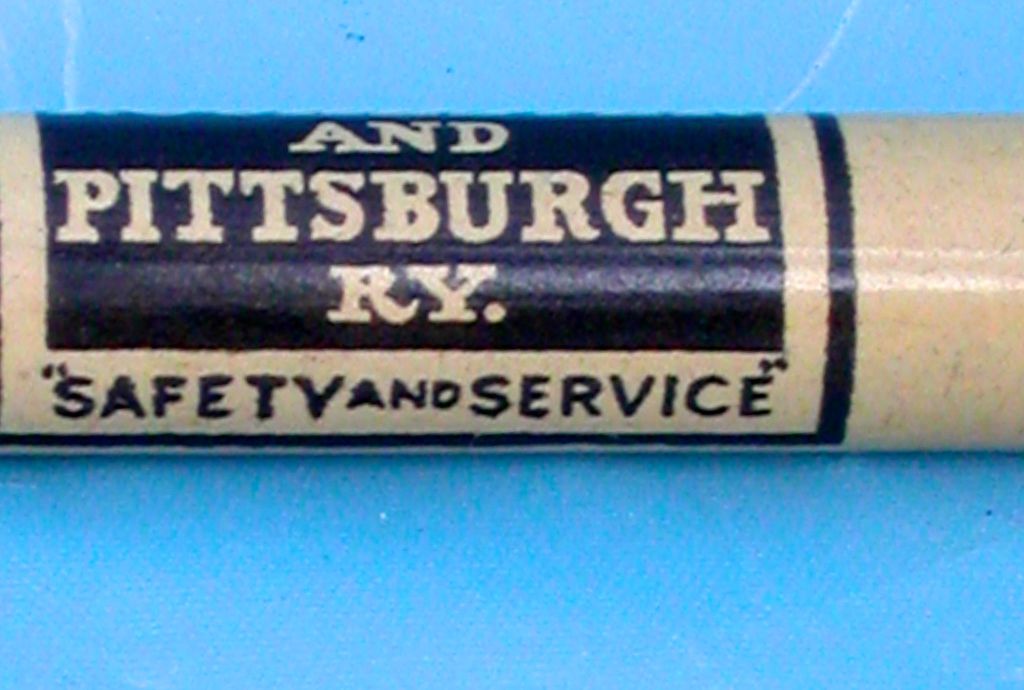 AND
PITTSBURGH
RY.
"SAFETY AND SERVICE"